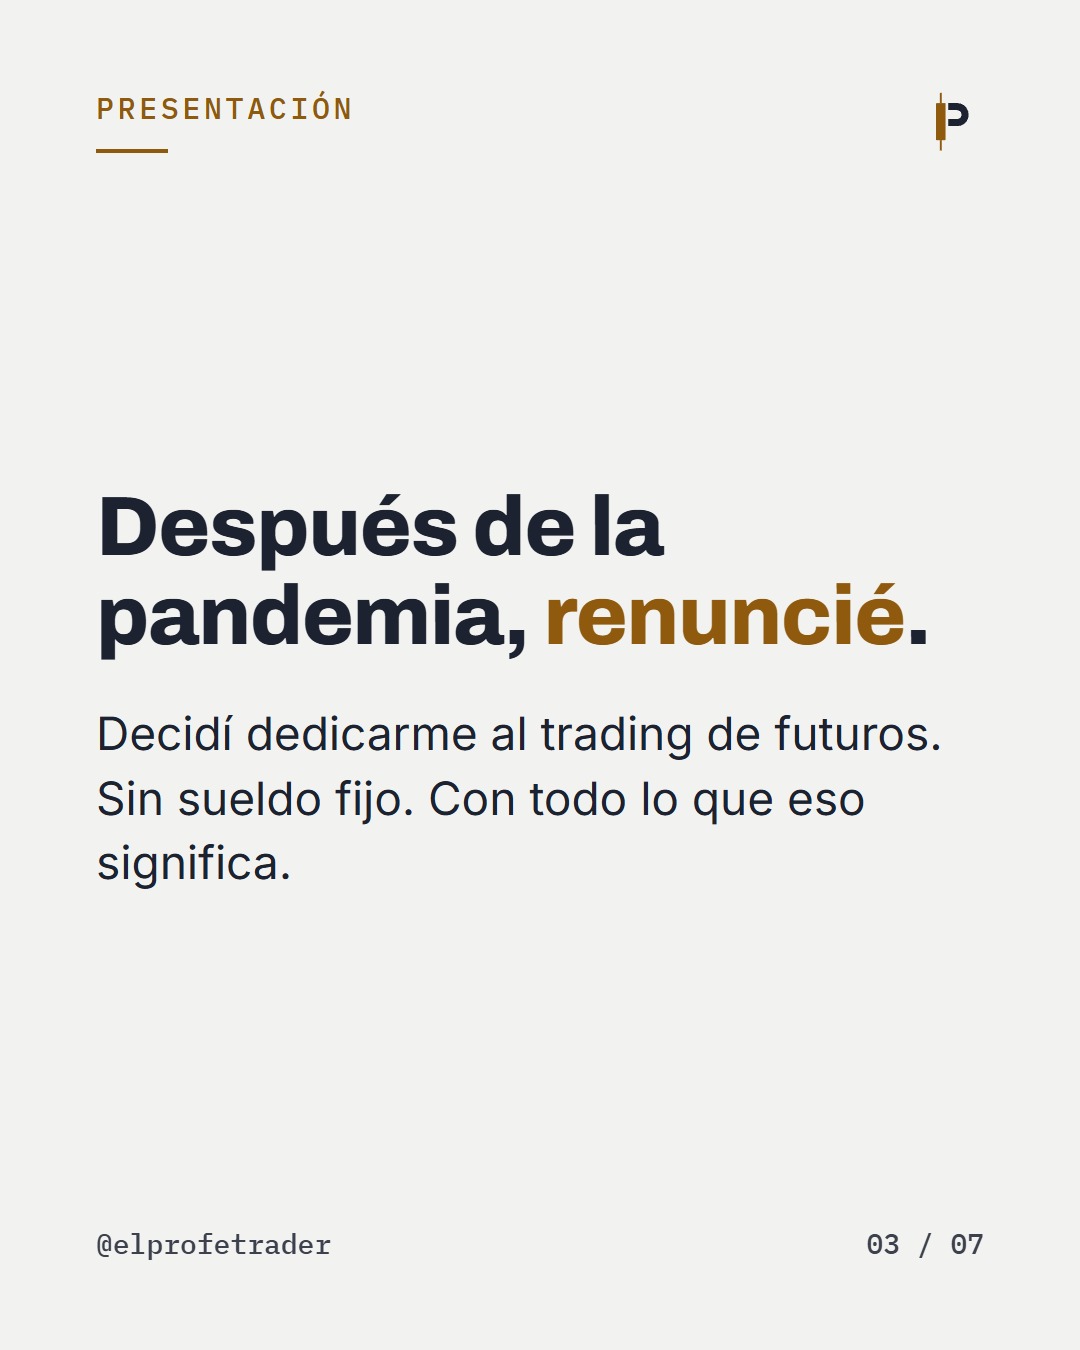 PRESENTACIÓN
Después de la
pandemia, renuncié.
Decidí dedicarme al trading de futuros.
Sin sueldo fijo. Con todo lo que eso
significa.
@elprofetrader
03 / 07